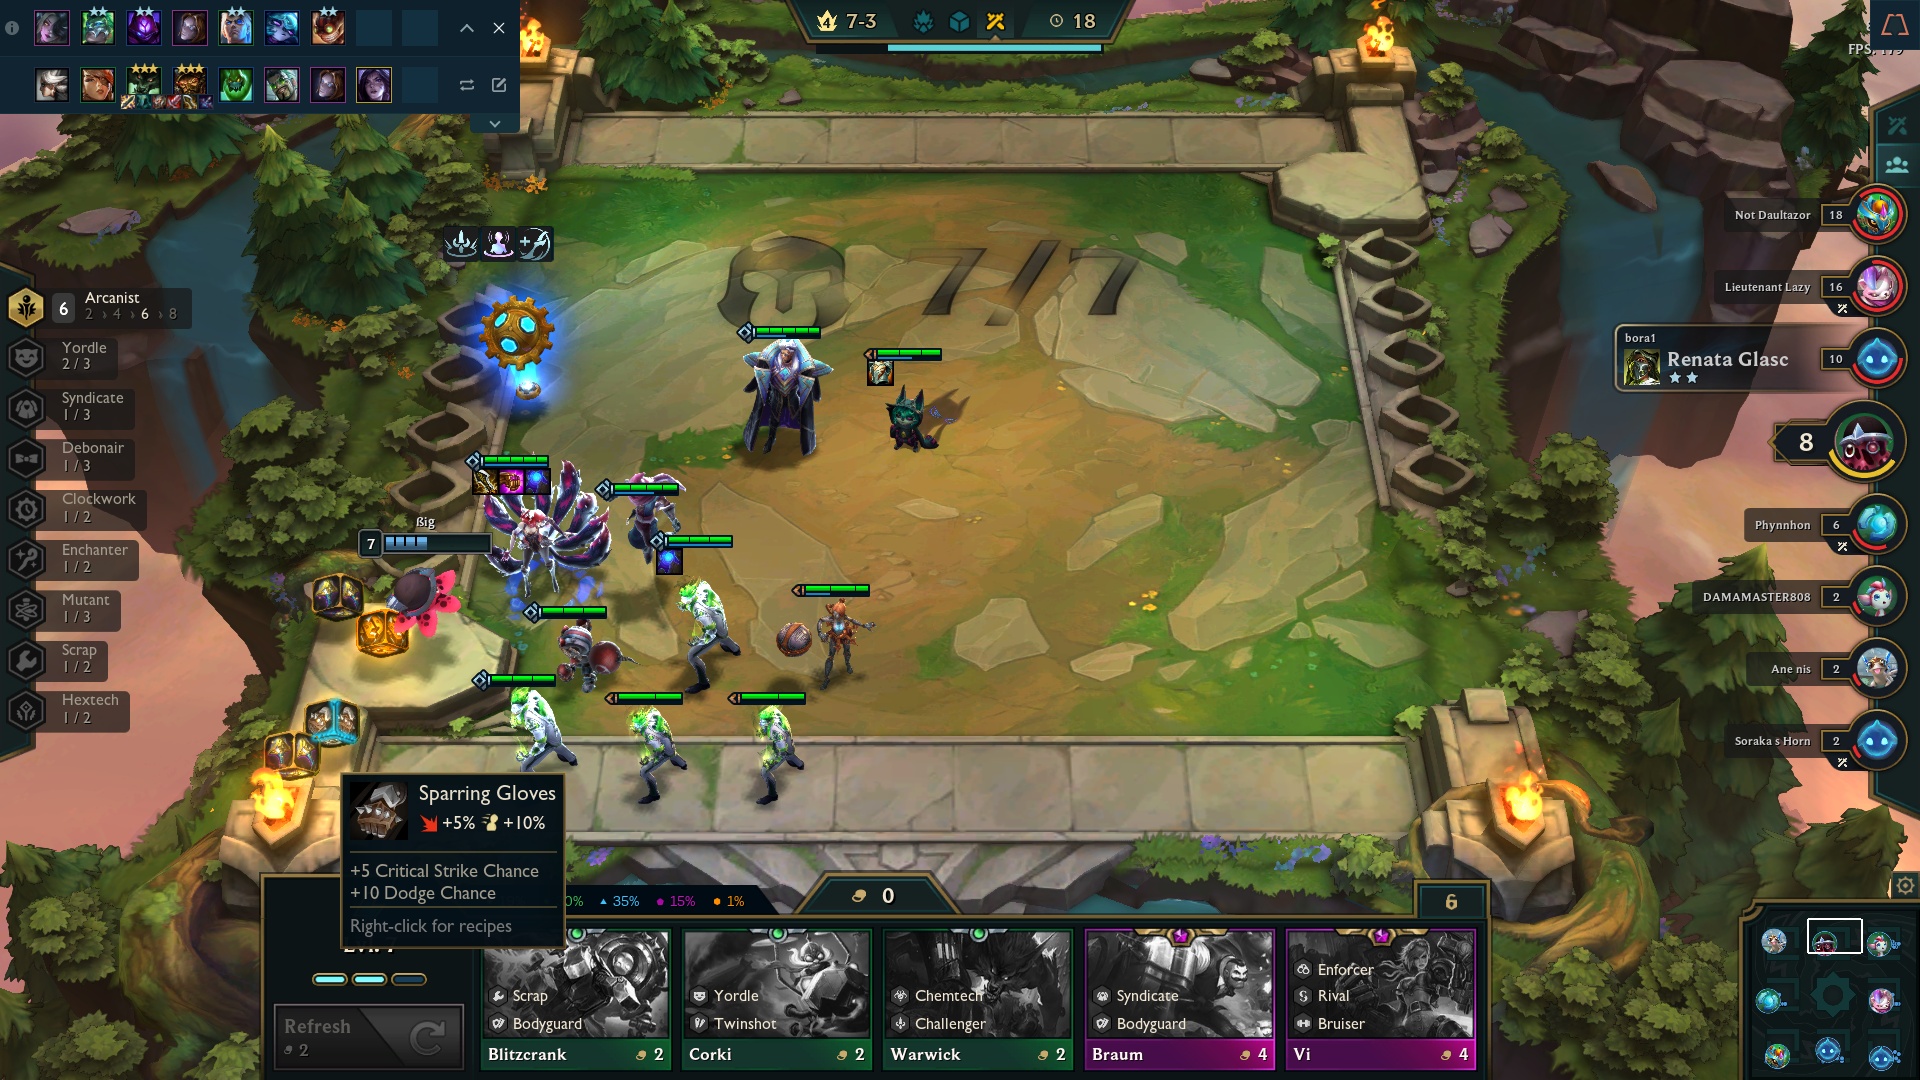 4 7-3
18
FPS:
7/7
6
Arcanist
2 › 4 › 6 › 8
Yordle
2 / 3
Syndicate
1 / 3
Debonair
1 / 3
Clockwork
1 / 2
Enchanter
1 / 2
Mutant
1 / 3
Scrap
1 / 2
Hextech
1 / 2
Not Daultazor
18
Lieutenant Lazy
16
bora1
Renata Glasc
10
8
Phynnhon
6
DAMAMASTER808
2
Ane nis
2
Soraka s Horn
2
ßig
7
Sparring Gloves
+5% +10%
+5 Critical Strike Chance
+10 Dodge Chance
Right-click for recipes
0% 35% 15% 1%
0
6
Refresh
2
Scrap
Bodyguard
Blitzcrank 2
Yordle
Twinshot
Corki 2
Chemtech
Challenger
Warwick 2
Syndicate
Bodyguard
Braum 4
Enforcer
Rival
Bruiser
Vi 4